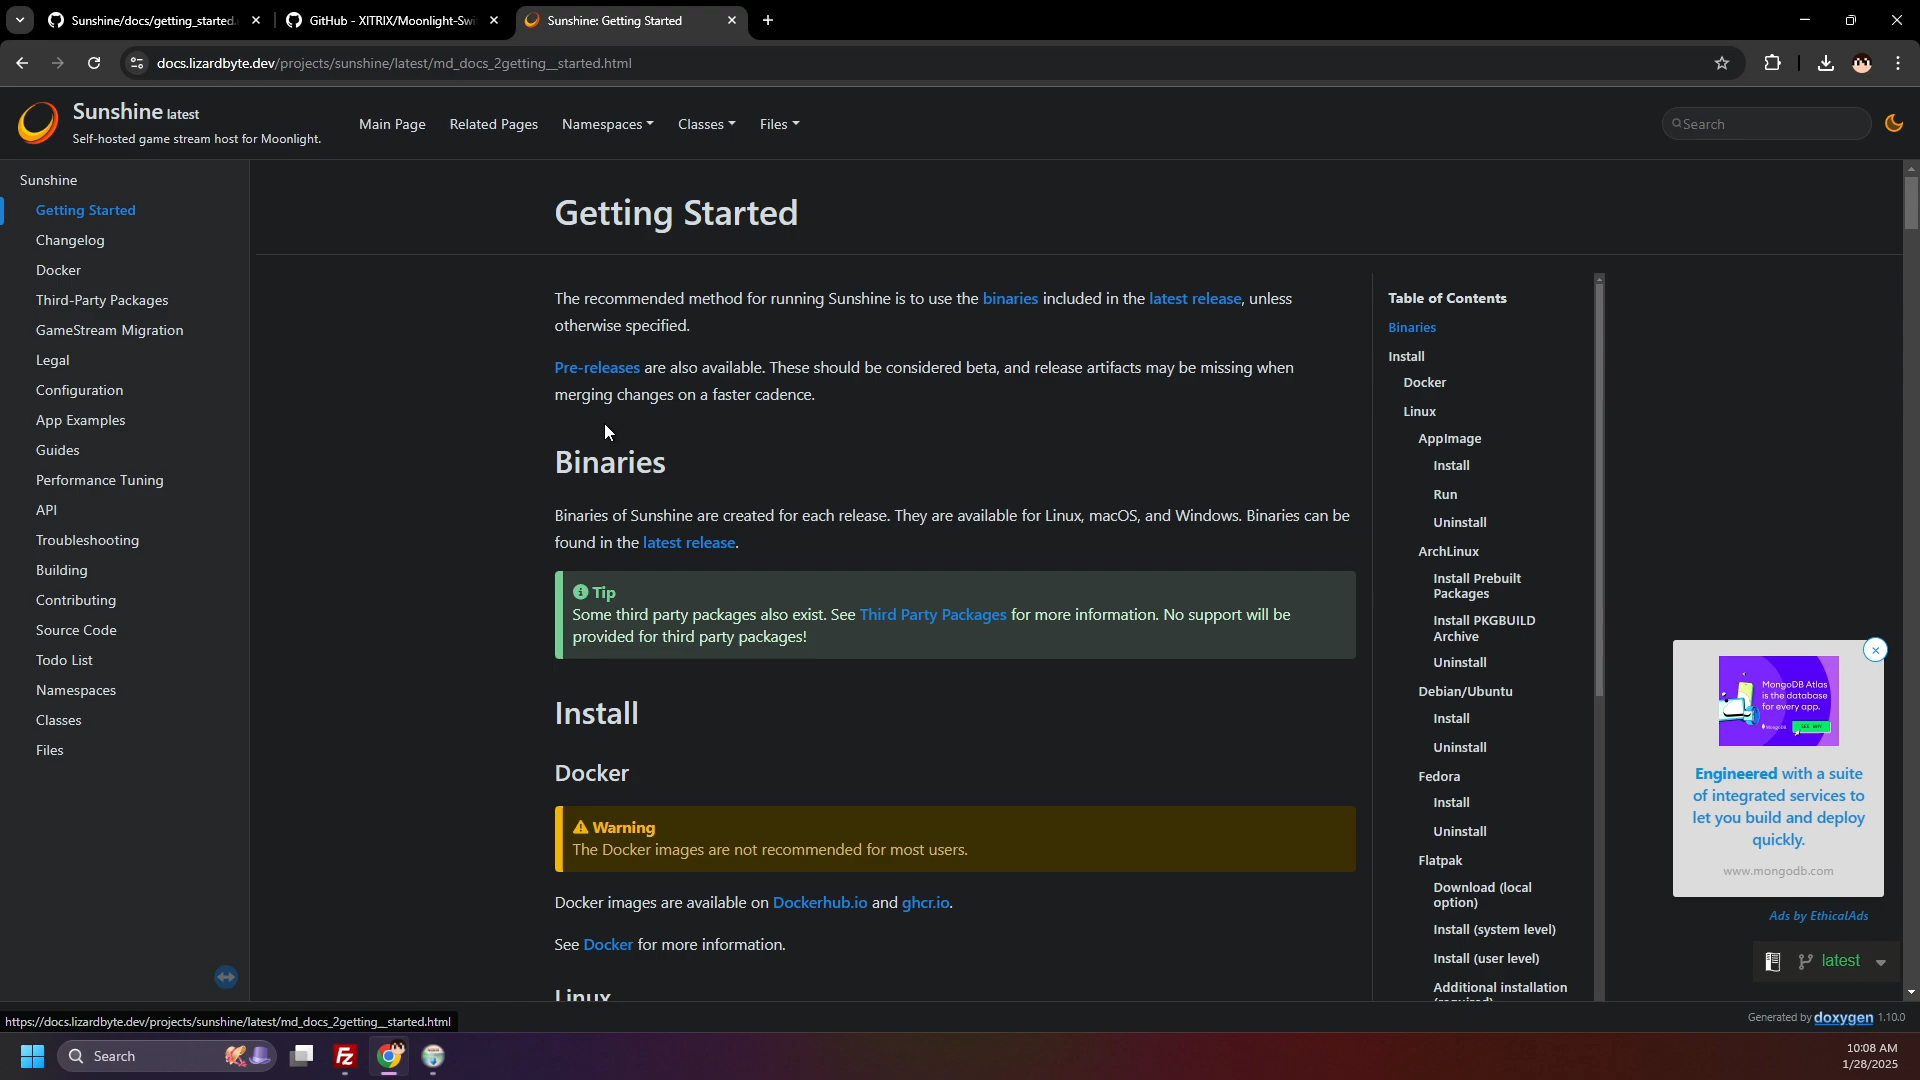 Sunshine/docs/getting_started.
GitHub - XITRIX/Moonlight-Swi
Sunshine: Getting Started
docs.lizardbyte.dev/projects/sunshine/latest/md_docs_2getting__started.html
Sunshine latest
Self-hosted game stream host for Moonlight.
Main Page
Related Pages
Namespaces
Classes
Files
Search
Sunshine
Getting Started
Changelog
Docker
Third-Party Packages
GameStream Migration
Legal
Configuration
App Examples
Guides
Performance Tuning
API
Troubleshooting
Building
Contributing
Source Code
Todo List
Namespaces
Classes
Files
Getting Started
The recommended method for running Sunshine is to use the binaries included in the latest release, unless
otherwise specified.
Pre-releases are also available. These should be considered beta, and release artifacts may be missing when
merging changes on a faster cadence.
Binaries
Binaries of Sunshine are created for each release. They are available for Linux, macOS, and Windows. Binaries can be
found in the latest release.
Tip
Some third party packages also exist. See Third Party Packages for more information. No support will be
provided for third party packages!
Install
Docker
Warning
The Docker images are not recommended for most users.
Docker images are available on Dockerhub.io and ghcr.io.
See Docker for more information.
Linux
Table of Contents
Binaries
Install
Docker
Linux
AppImage
Install
Run
Uninstall
ArchLinux
Install Prebuilt
Packages
Install PKGBUILD
Archive
Uninstall
Debian/Ubuntu
Install
Uninstall
Fedora
Install
Uninstall
Flatpak
Download (local
option)
Install (system level)
Install (user level)
Additional installation
(required)
MongoDB Atlas
is the database
for every app.
Engineered with a suite
of integrated services to
let you build and deploy
quickly.
www.mongodb.com
Ads by EthicalAds
latest
https://docs.lizardbyte.dev/projects/sunshine/latest/md_docs_2getting__started.html
Generated by doxygen 1.10.0
Search
Fz
10:08 AM
1/28/2025